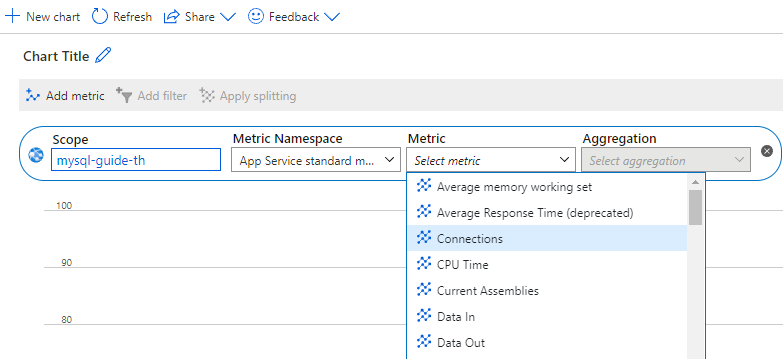 New chart Refresh Share Feedback
Chart Title
Add metric Add filter Apply splitting
Scope Metric Namespace Metric Aggregation
mysql-guide-th App Service standard m... Select metric Select aggregation
Average memory working set
100 Average Response Time (deprecated)
Connections
90 CPU Time
Current Assemblies
80 Data In
Data Out